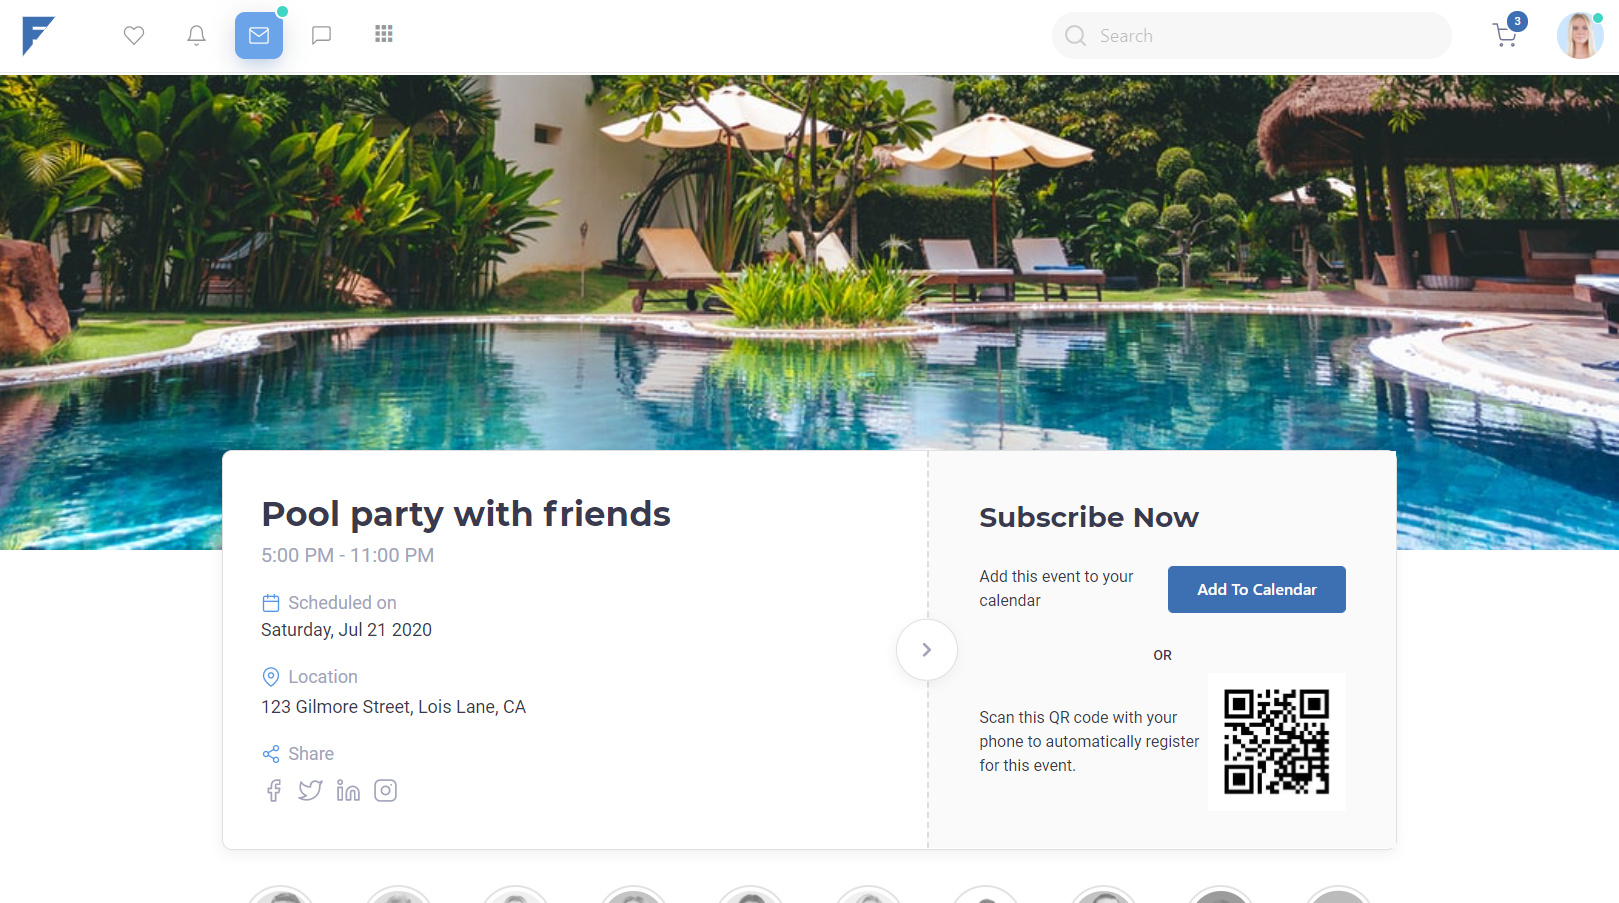 Search
3
Pool party with friends
5:00 PM - 11:00 PM
Scheduled on
Saturday, Jul 21 2020
Location
123 Gilmore Street, Lois Lane, CA
Share
Subscribe Now
Add this event to your
calendar
Add To Calendar
OR
Scan this QR code with your
phone to automatically register
for this event.